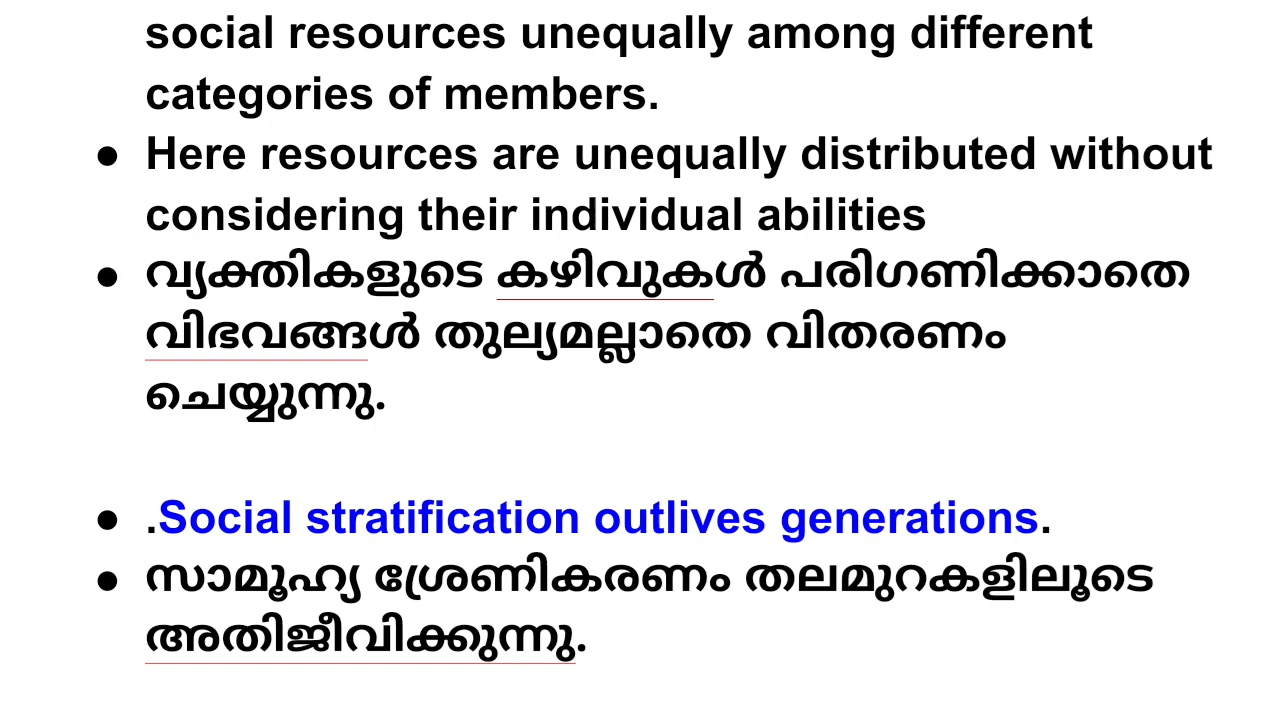 social resources unequally among different
categories of members.
● Here resources are unequally distributed without
considering their individual abilities
● വ്യക്തികളുടെ കഴിവുകൾ പരിഗണിക്കാതെ
വിഭവങ്ങൾ തുല്യമല്ലാതെ വിതരണം
ചെയ്യുന്നു.
● .Social stratification outlives generations.
● സാമൂഹ്യ ശ്രേണികരണം തലമുറകളിലൂടെ
അതിജീവിക്കുന്നു.